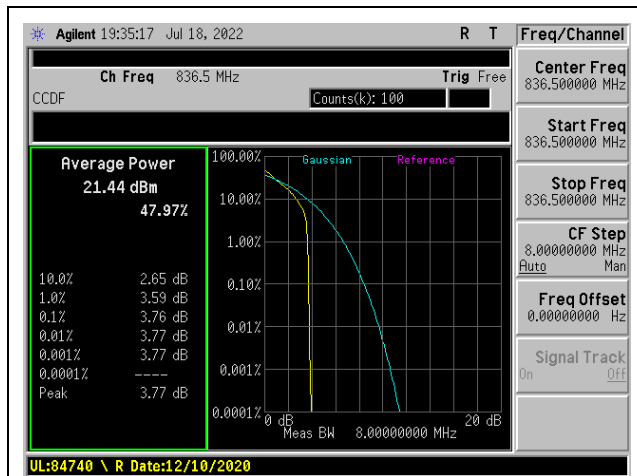 Agilent 19:35:17 Jul 18, 2022 R T
Freq/Channel
Ch Freq 836.5 MHz Trig Free
CCDF Counts(k): 100
Center Freq
836.500000 MHz
Start Freq
836.500000 MHz
Stop Freq
836.500000 MHz
CF Step
8.00000000 MHz
Auto Man
Freq Offset
0.00000000 Hz
Signal Track
On Off
Average Power
21.44 dBm
47.97%
10.0% 2.65 dB
1.0% 3.59 dB
0.1% 3.76 dB
0.01% 3.77 dB
0.001% 3.77 dB
0.0001% ----
Peak 3.77 dB
Gaussian Reference
100.00%
10.00%
1.00%
0.10%
0.01%
0.001%
0.0001%
0 dB 20 dB
Meas BW 8.00000000 MHz
UL:84740 \ R Date:12/10/2020